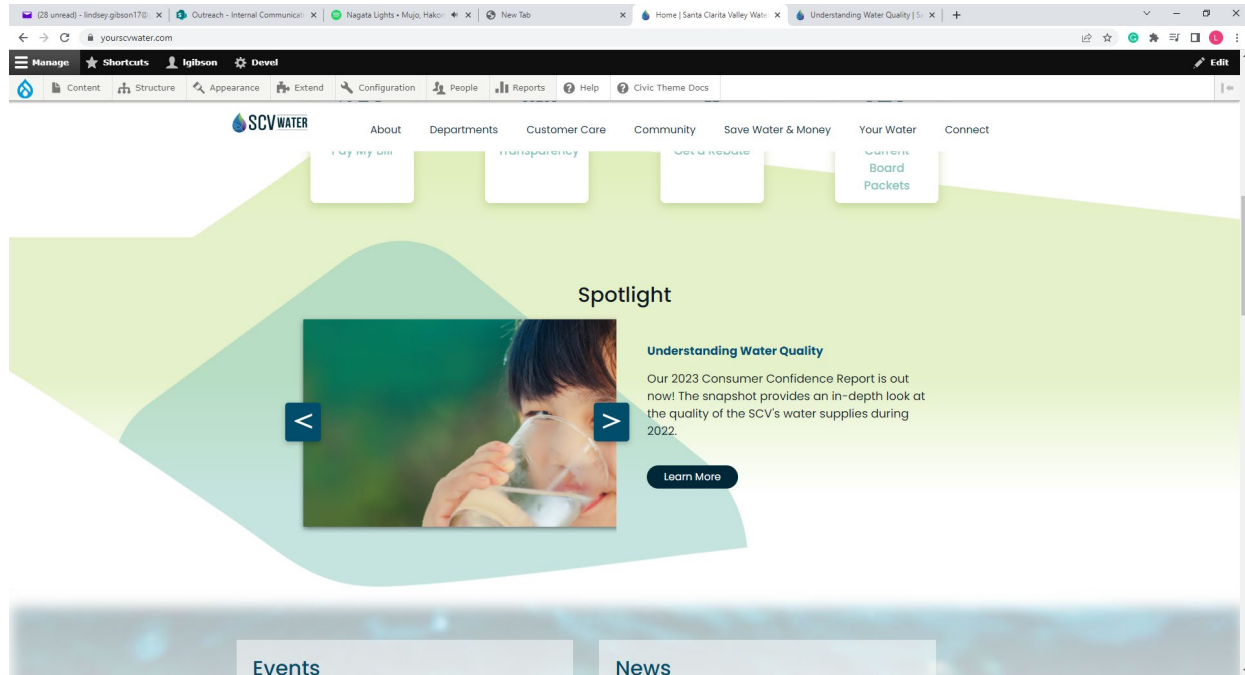 (28 unread) - lindsey.gibson17@
Outreach - Internal Communicati
Nagata Lights • Mujo, Hakon
New Tab
Home | Santa Clarita Valley Wate
Understanding Water Quality | S
yourscvwater.com
Manage Shortcuts lgibson Devel Edit
Content Structure Appearance Extend Configuration People Reports Help Civic Theme Docs
SCV WATER
About Departments Customer Care Community Save Water & Money Your Water Connect
Pay My Bill
Transparency
Get a Rebate
Current
Board
Packets
Spotlight
<
>
Understanding Water Quality
Our 2023 Consumer Confidence Report is out
now! The snapshot provides an in-depth look at
the quality of the SCV's water supplies during
2022.
Learn More
Events
News